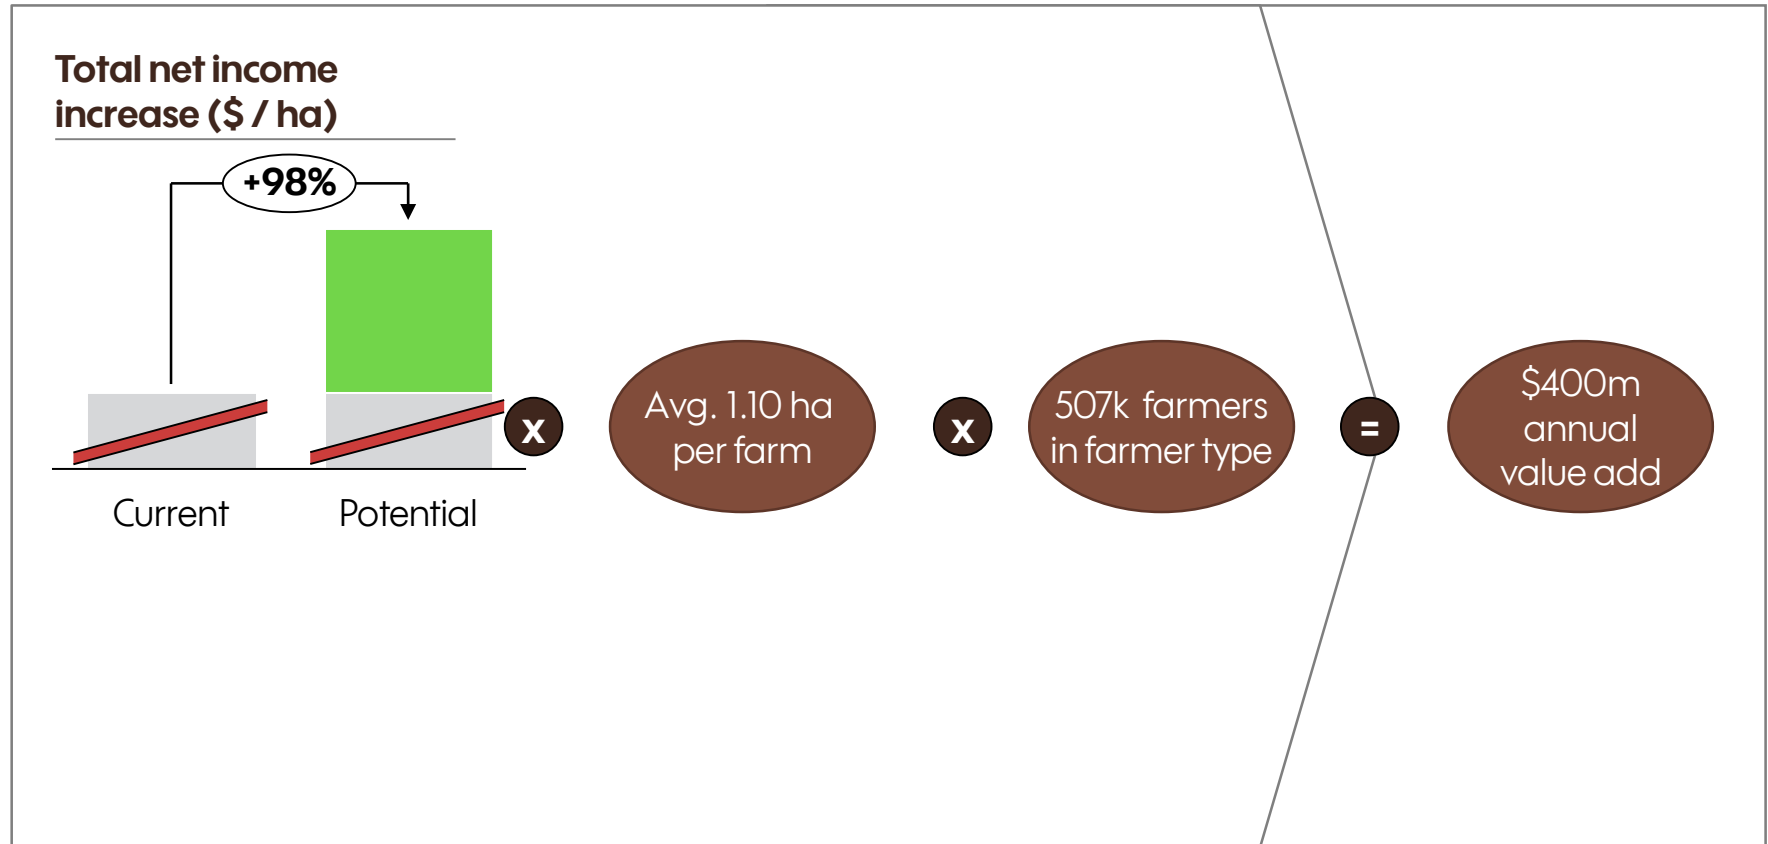 Total net income
increase ($ / ha)
+98%
Current
Potential
x
Avg. 1.10 ha
per farm
x
507k farmers
in farmer type
=
$400m
annual
value add